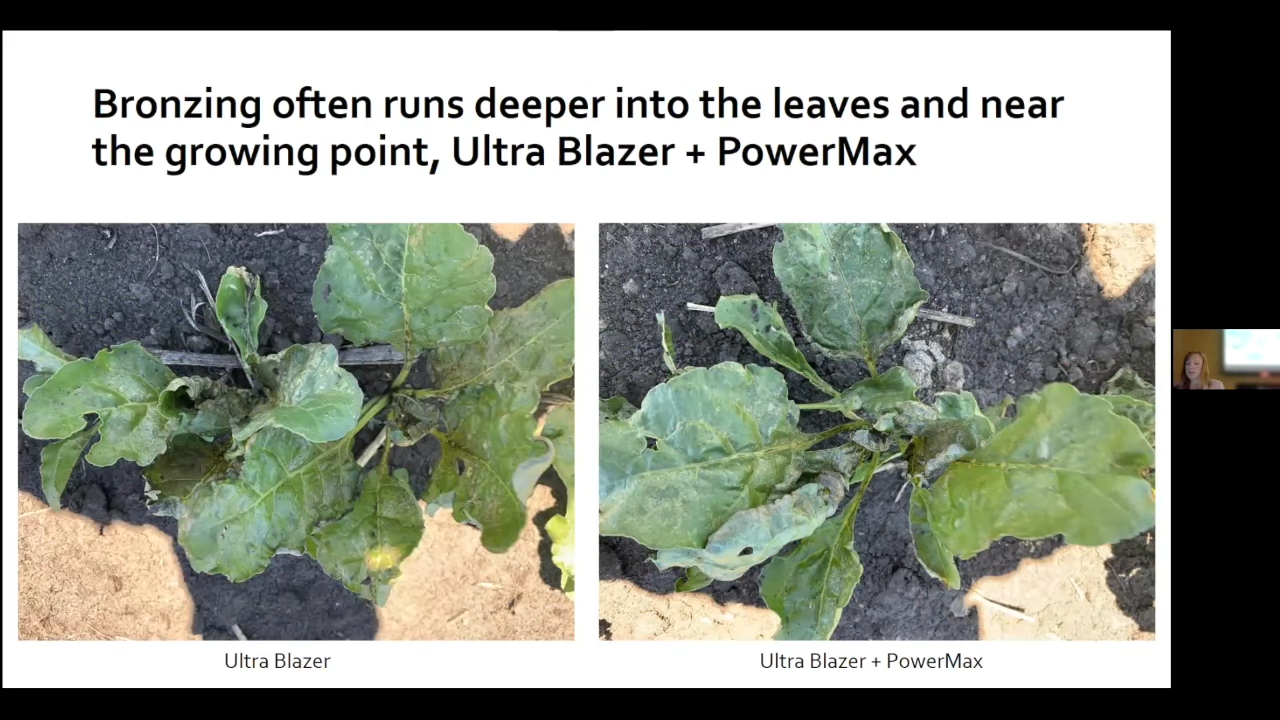 Bronzing often runs deeper into the leaves and near
the growing point, Ultra Blazer + PowerMax
Ultra Blazer
Ultra Blazer + PowerMax